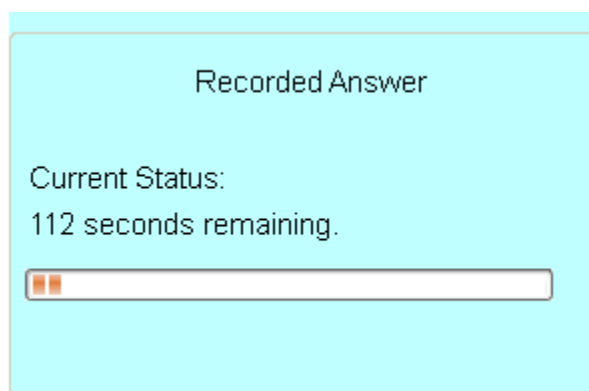 Recorded Answer
Current Status:
112 seconds remaining.